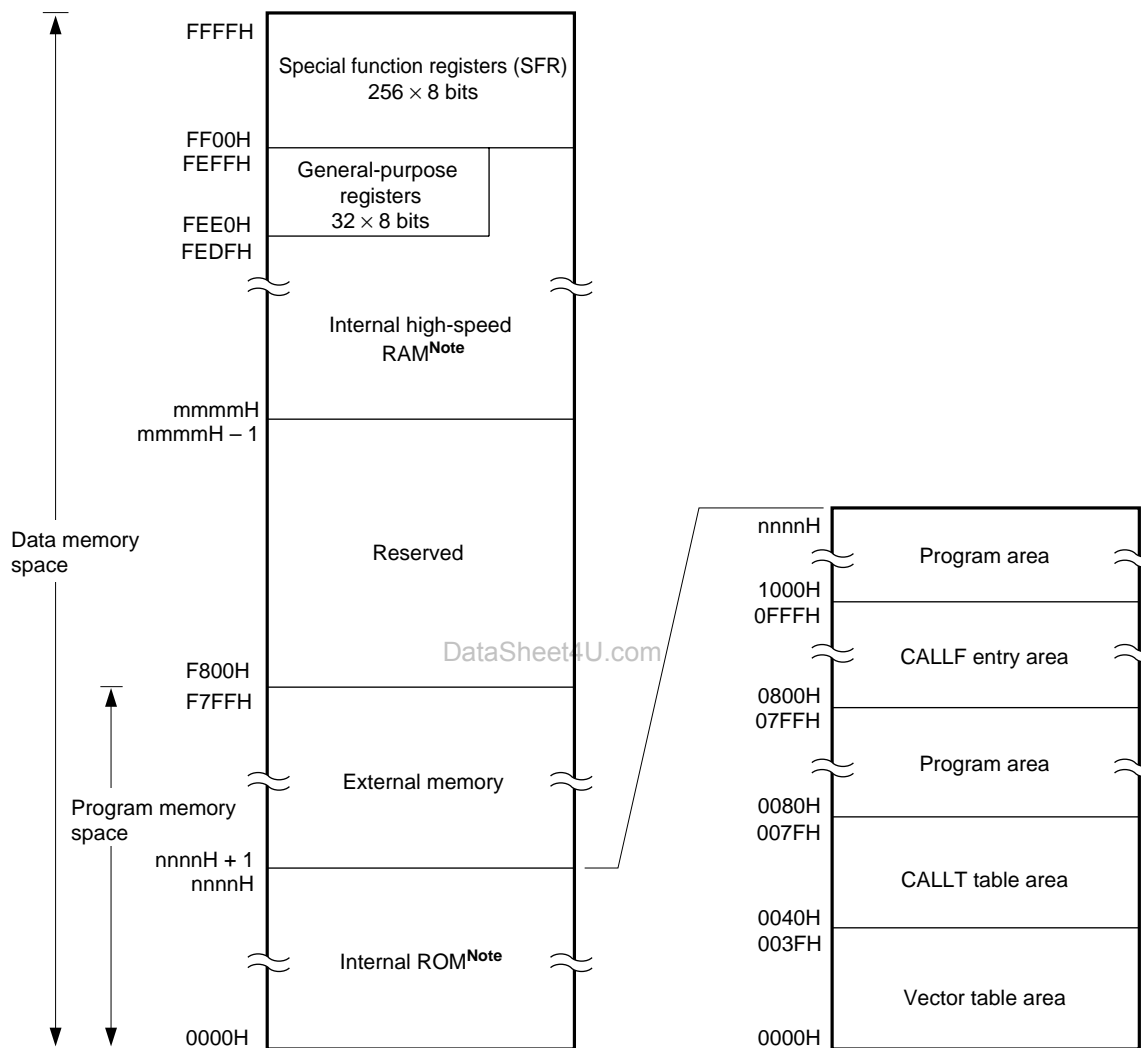 FFFFH
Special function registers (SFR)
256 × 8 bits
FF00H
FEFFH
General-purpose
registers
32 × 8 bits
FEE0H
FEDFH
Internal high-speed
RAMNote
mmmmH
mmmmH – 1
Data memory
space
Reserved
DataSheet4U.com
F800H
F7FFH
External memory
Program memory
space
nnnnH + 1
nnnnH
Internal ROMNote
0000H
nnnnH
Program area
1000H
0FFFH
CALLF entry area
0800H
07FFH
Program area
0080H
007FH
CALLT table area
0040H
003FH
Vector table area
0000H